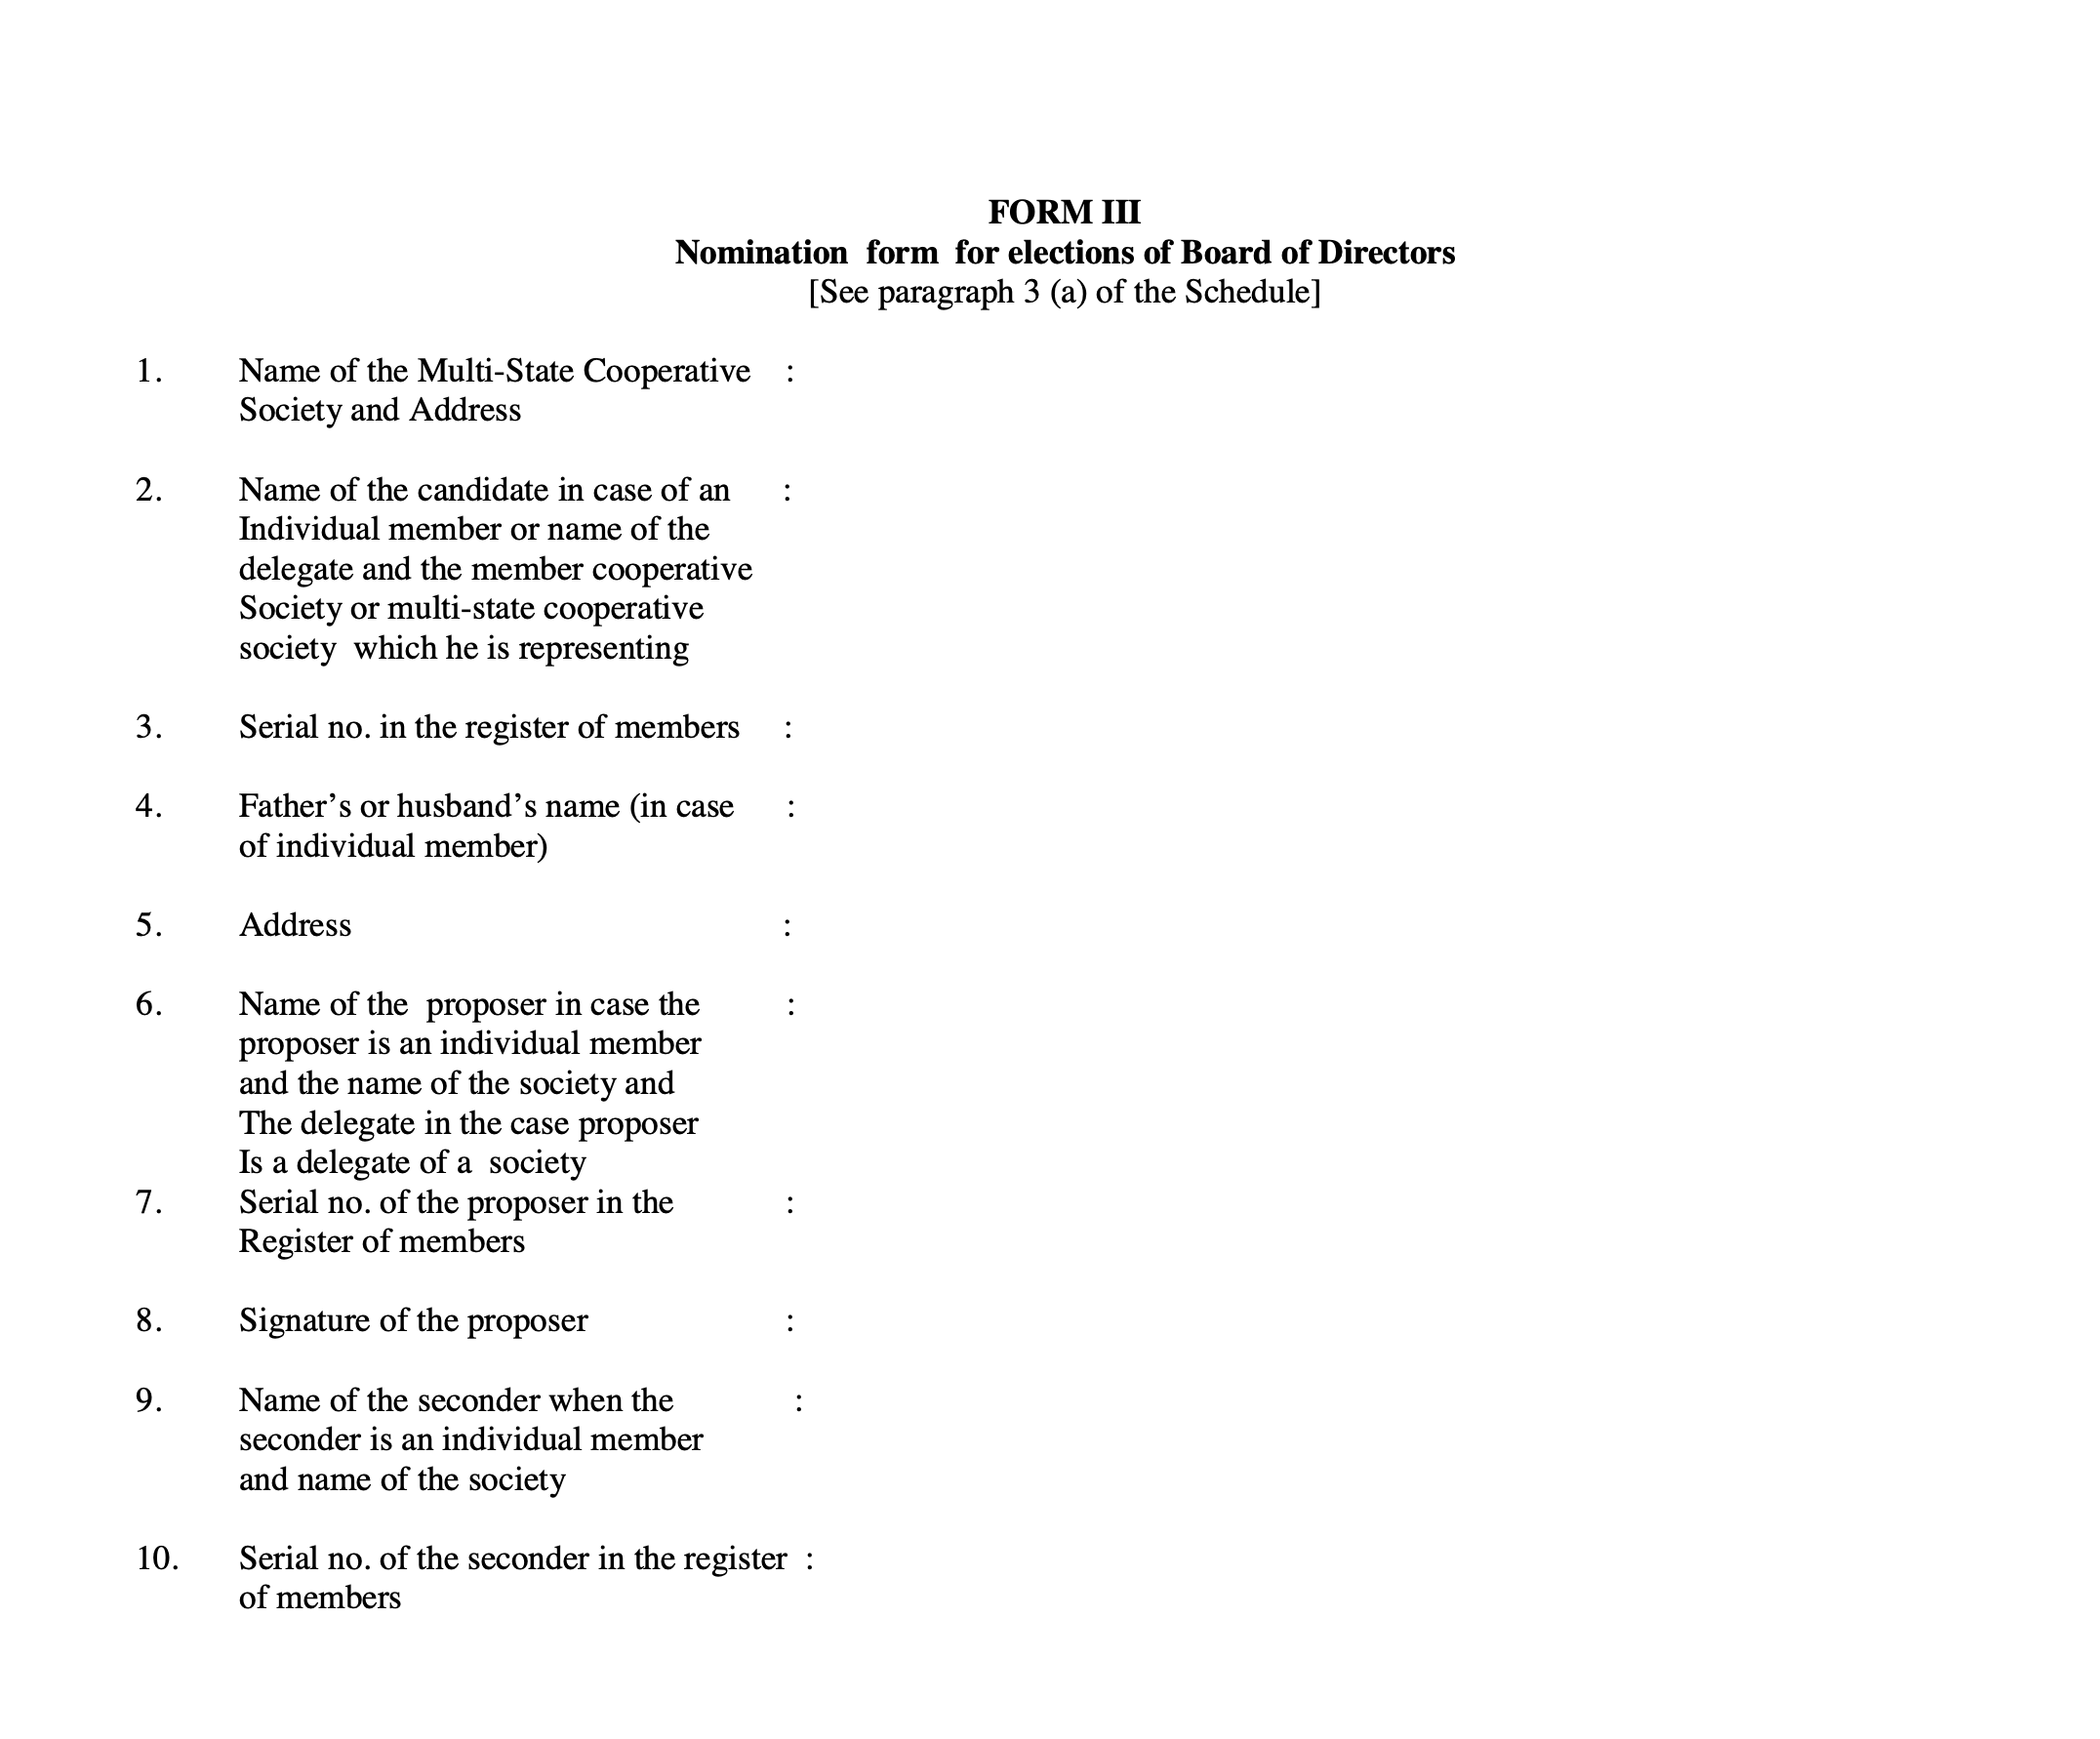 FORM III
Nomination  form  for elections of Board of Directors
[See paragraph 3 (a) of the Schedule]
1. Name of the Multi-State Cooperative :
Society and Address
2. Name of the candidate in case of an :
Individual member or name of the
delegate and the member cooperative
Society or multi-state cooperative
society  which he is representing
3. Serial no. in the register of members :
4. Father’s or husband’s name (in case :
of individual member)
5. Address :
6. Name of the  proposer in case the :
proposer is an individual member
and the name of the society and
The delegate in the case proposer
Is a delegate of a  society
7. Serial no. of the proposer in the :
Register of members
8. Signature of the proposer :
9. Name of the seconder when the :
seconder is an individual member
and name of the society
10. Serial no. of the seconder in the register :
of members